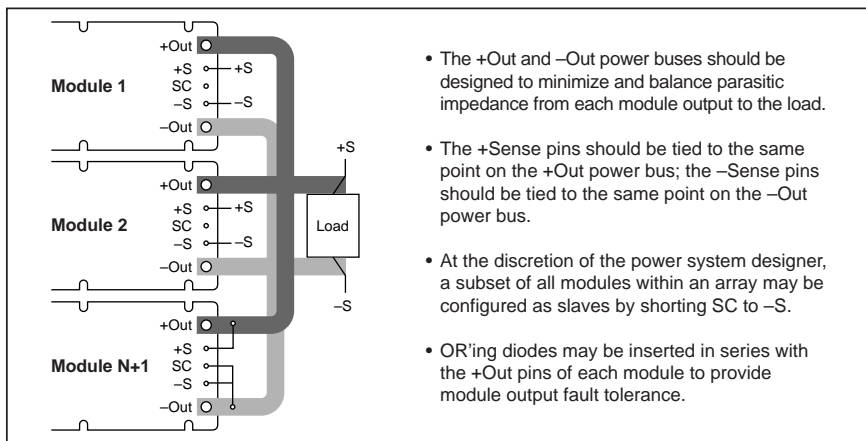 +Out
+S
+S
Module 1
SC
–S
–S
–Out
+S
+Out
+S
+S
Module 2
SC
Load
–S
–S
–Out
–S
+Out
+S
Module N+1
SC
–S
–Out
• The +Out and –Out power buses should be
designed to minimize and balance parasitic
impedance from each module output to the load.
• The +Sense pins should be tied to the same
point on the +Out power bus; the –Sense pins
should be tied to the same point on the –Out
power bus.
• At the discretion of the power system designer,
a subset of all modules within an array may be
configured as slaves by shorting SC to –S.
• OR'ing diodes may be inserted in series with
the +Out pins of each module to provide
module output fault tolerance.